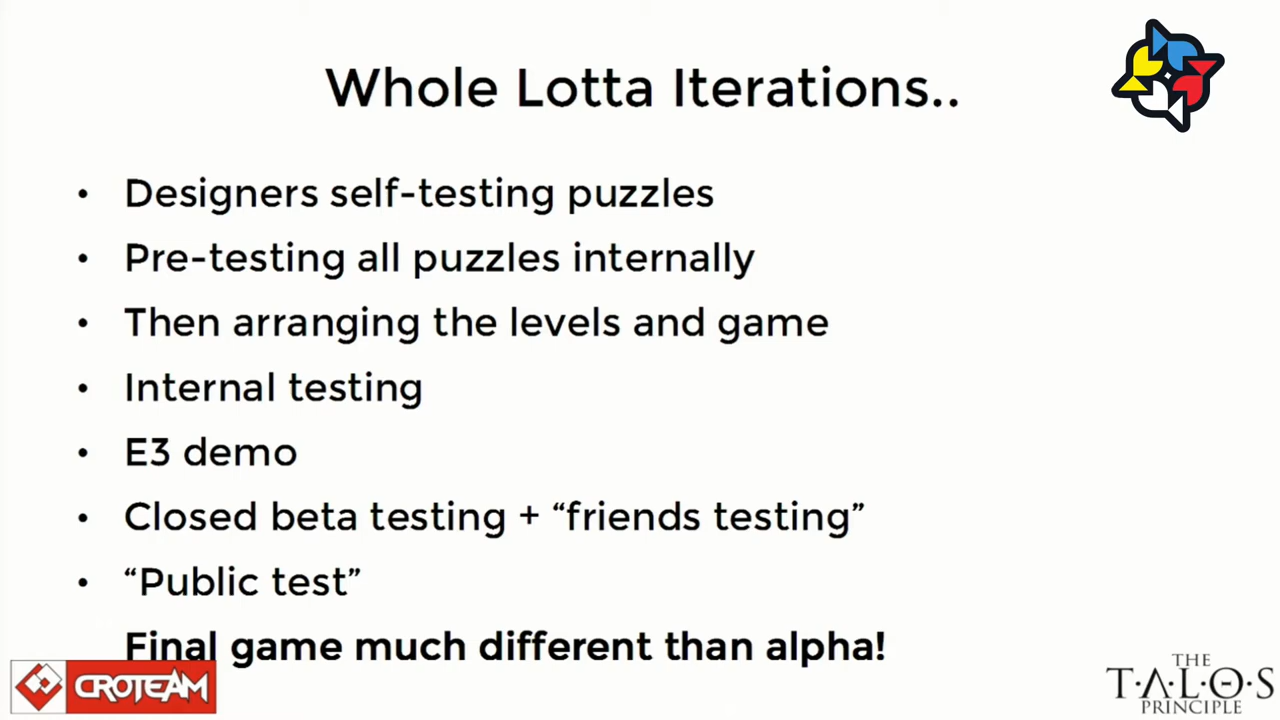 Whole Lotta Iterations..
• Designers self-testing puzzles
• Pre-testing all puzzles internally
• Then arranging the levels and game
• Internal testing
• E3 demo
• Closed beta testing + “friends testing”
• “Public test”
Final game much different than alpha!
CROTEAM
THE
T·A·L·O·S
PRINCIPLE